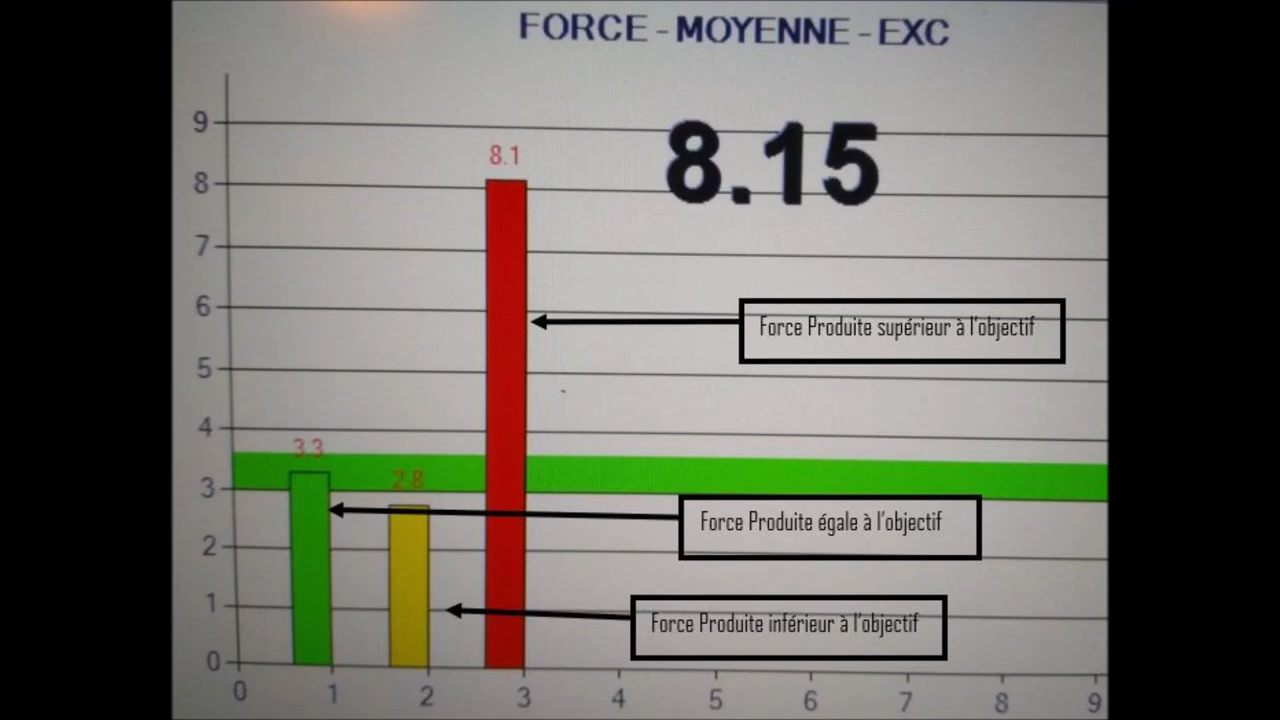 FORCE - MOYENNE - EXC
8.15
9
8
7
6
5
4
3
2
1
0
8.1
3.3
2.8
Force Produite supérieur à l'objectif
Force Produite égale à l'objectif
Force Produite inférieur à l'objectif
0 1 2 3 4 5 6 7 8 9